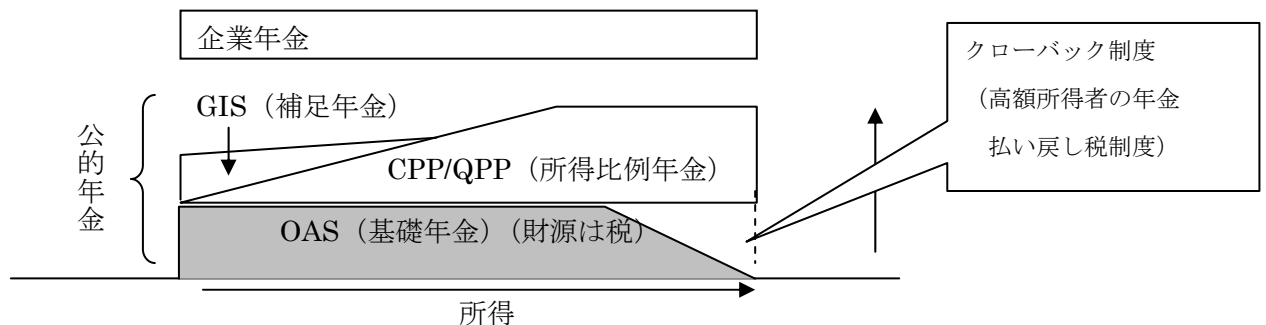 企業年金
クローバック制度
（高額所得者の年金
払い戻し税制度）
GIS（補足年金）
公的年金
CPP/QPP（所得比例年金）
OAS（基礎年金）（財源は税）
所得